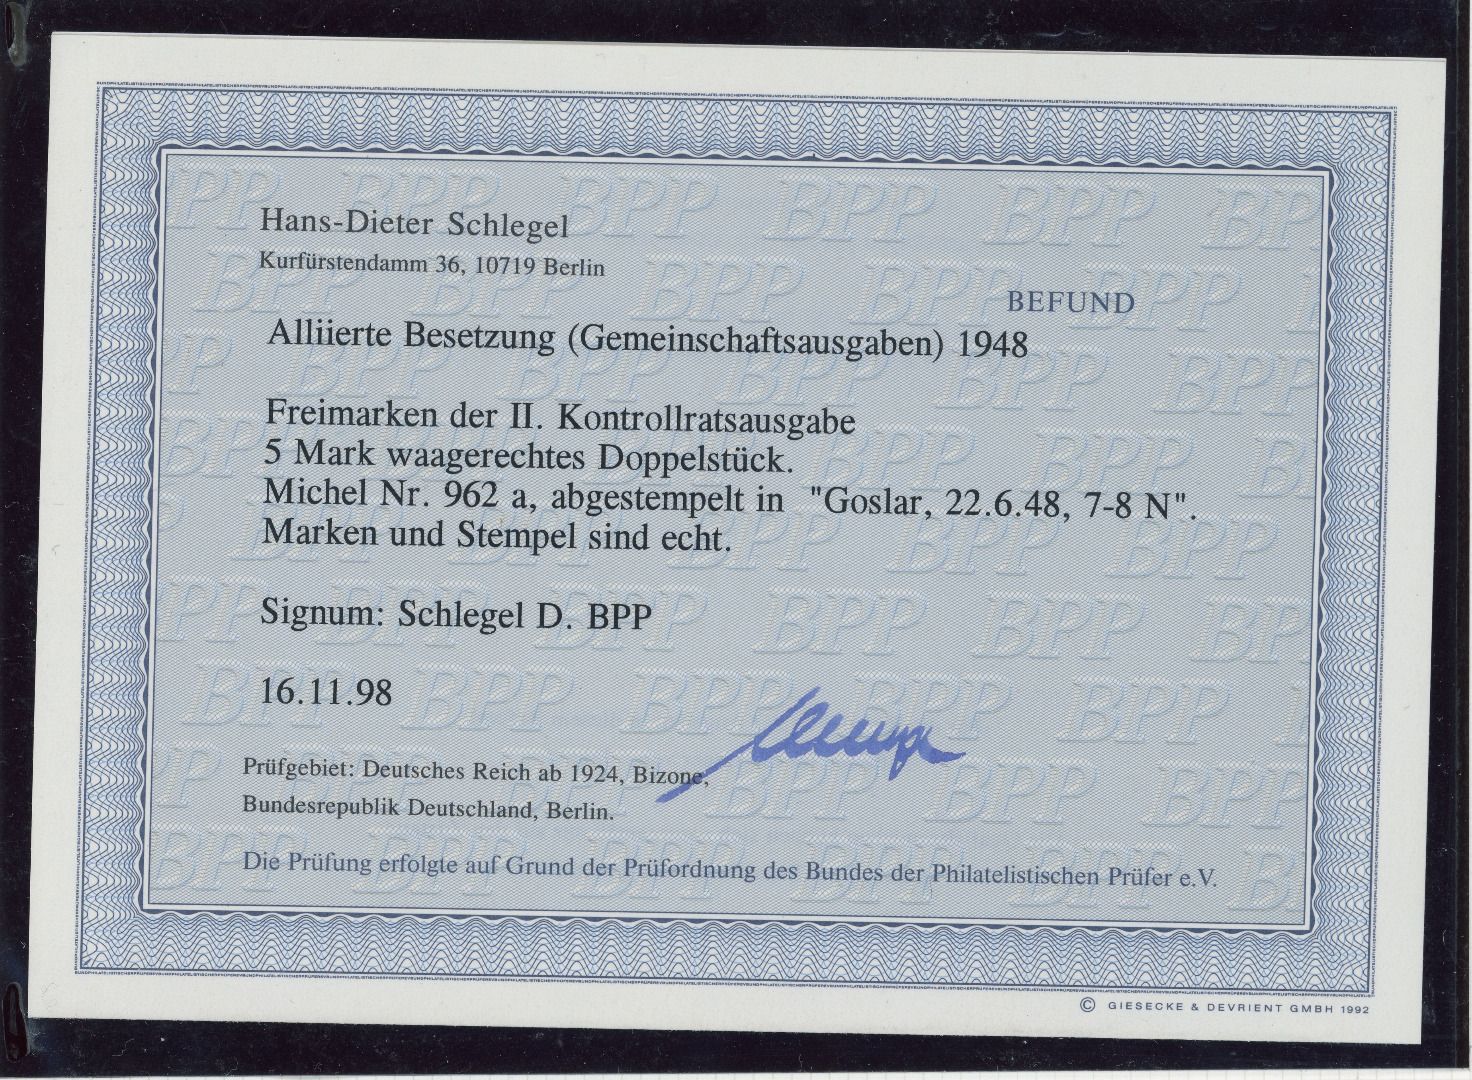 Hans-Dieter Schlegel
Kurfürstendamm 36, 10719 Berlin
BEFUND
Alliierte Besetzung (Gemeinschaftsausgaben) 1948
Freimarken der II. Kontrollratsausgabe
5 Mark waagerechtes Doppelstück.
Michel Nr. 962 a, abgestempelt in "Goslar, 22.6.48, 7-8 N".
Marken und Stempel sind echt.
Signum: Schlegel D. BPP
16.11.98
Prüfgebiet: Deutsches Reich ab 1924, Bizone,
Bundesrepublik Deutschland, Berlin.
Die Prüfung erfolgte auf Grund der Prüfordnung des Bundes der Philatelistischen Prüfer e.V.
© GIESECKE & DEVRIENT GMBH 1992